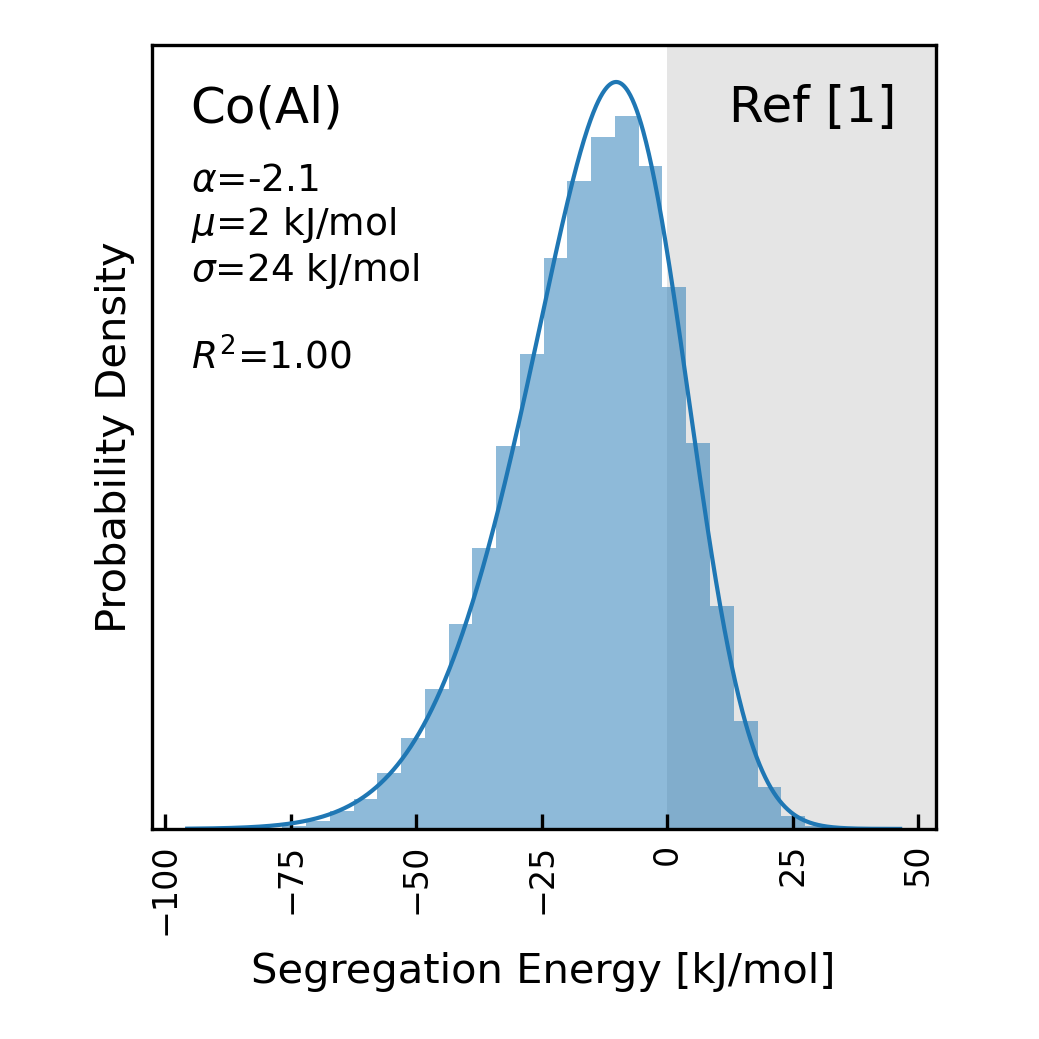 Co(Al)
Ref [1]
α=-2.1
μ=2 kJ/mol
σ=24 kJ/mol
R²=1.00
Probability Density
−100
−75
−50
−25
0
25
50
Segregation Energy [kJ/mol]